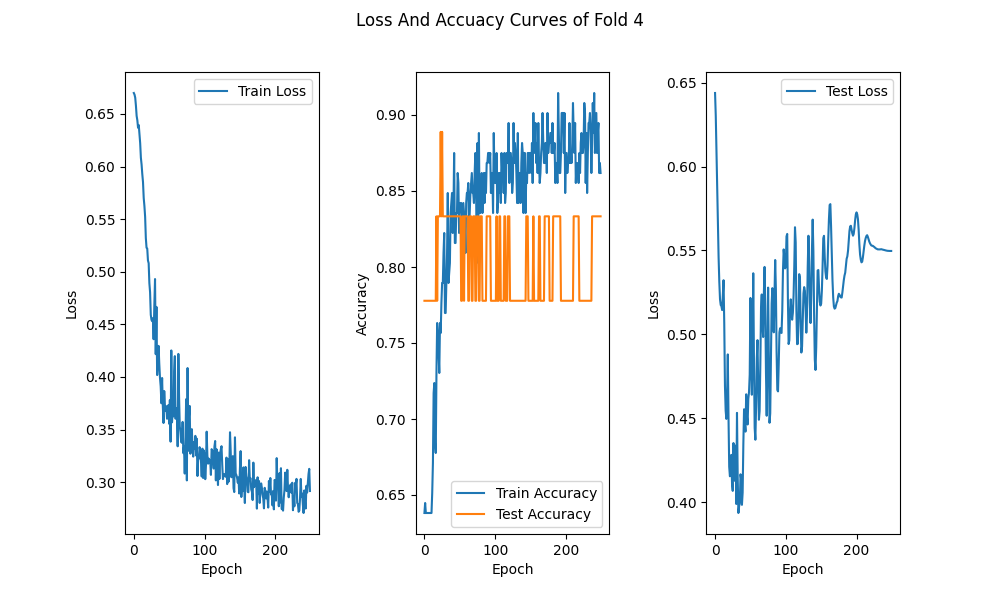 Loss And Accuacy Curves of Fold 4
Train Loss
0.65
0.60
0.55
0.50
0.45
0.40
0.35
0.30
Loss
0
100
200
Epoch
0.90
0.85
0.80
0.75
0.70
0.65
Accuracy
Train Accuracy
Test Accuracy
0
100
200
Epoch
Test Loss
0.65
0.60
0.55
0.50
0.45
0.40
Loss
0
100
200
Epoch